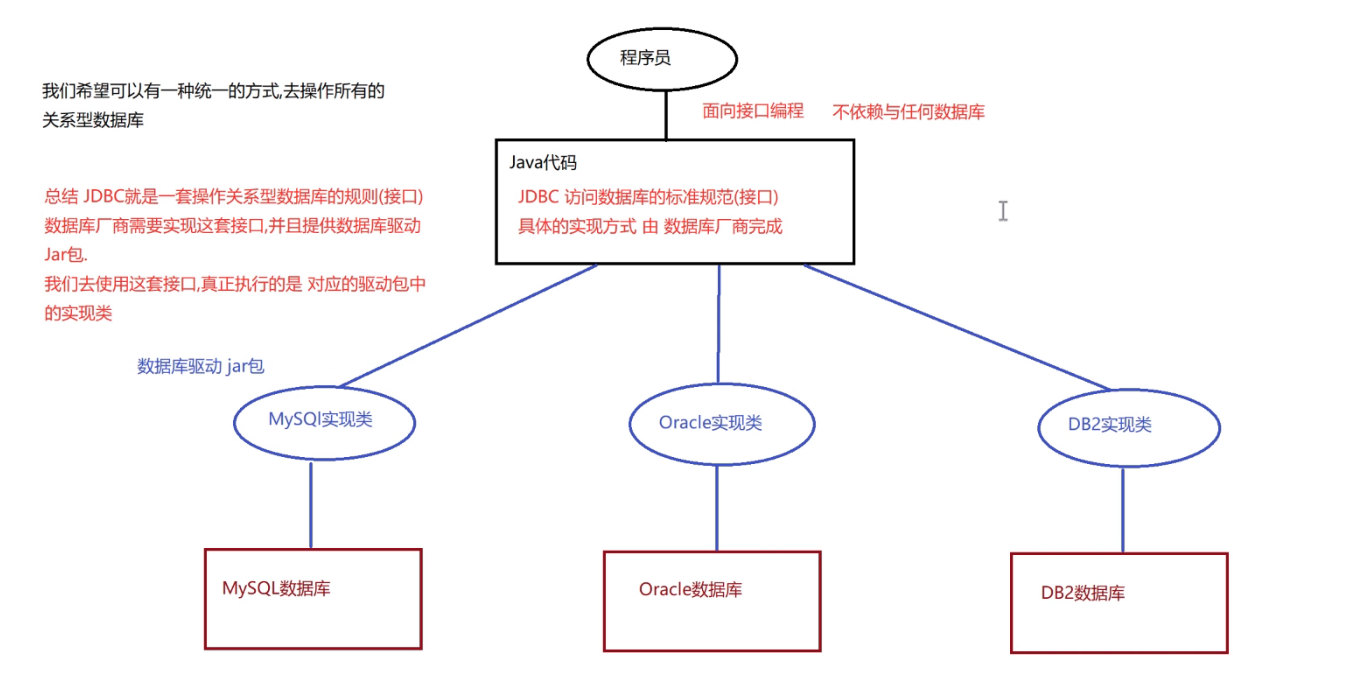 程序员
我们希望可以有一种统一的方式,去操作所有的
关系型数据库
面向接口编程
不依赖与任何数据库
Java代码
JDBC 访问数据库的标准规范(接口)
具体的实现方式 由 数据库厂商完成
总结 JDBC就是一套操作关系型数据库的规则(接口)
数据库厂商需要实现这套接口,并且提供数据库驱动
Jar包.
我们去使用这套接口,真正执行的是 对应的驱动包中
的实现类
数据库驱动 jar包
MySQl实现类
Oracle实现类
DB2实现类
MySQL数据库
Oracle数据库
DB2数据库